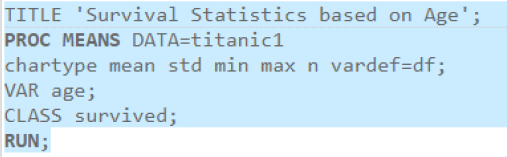 TITLE 'Survival Statistics based on Age';
PROC MEANS DATA=titanic1
chartype mean std min max n vardef=df;
VAR age;
CLASS survived;
RUN;